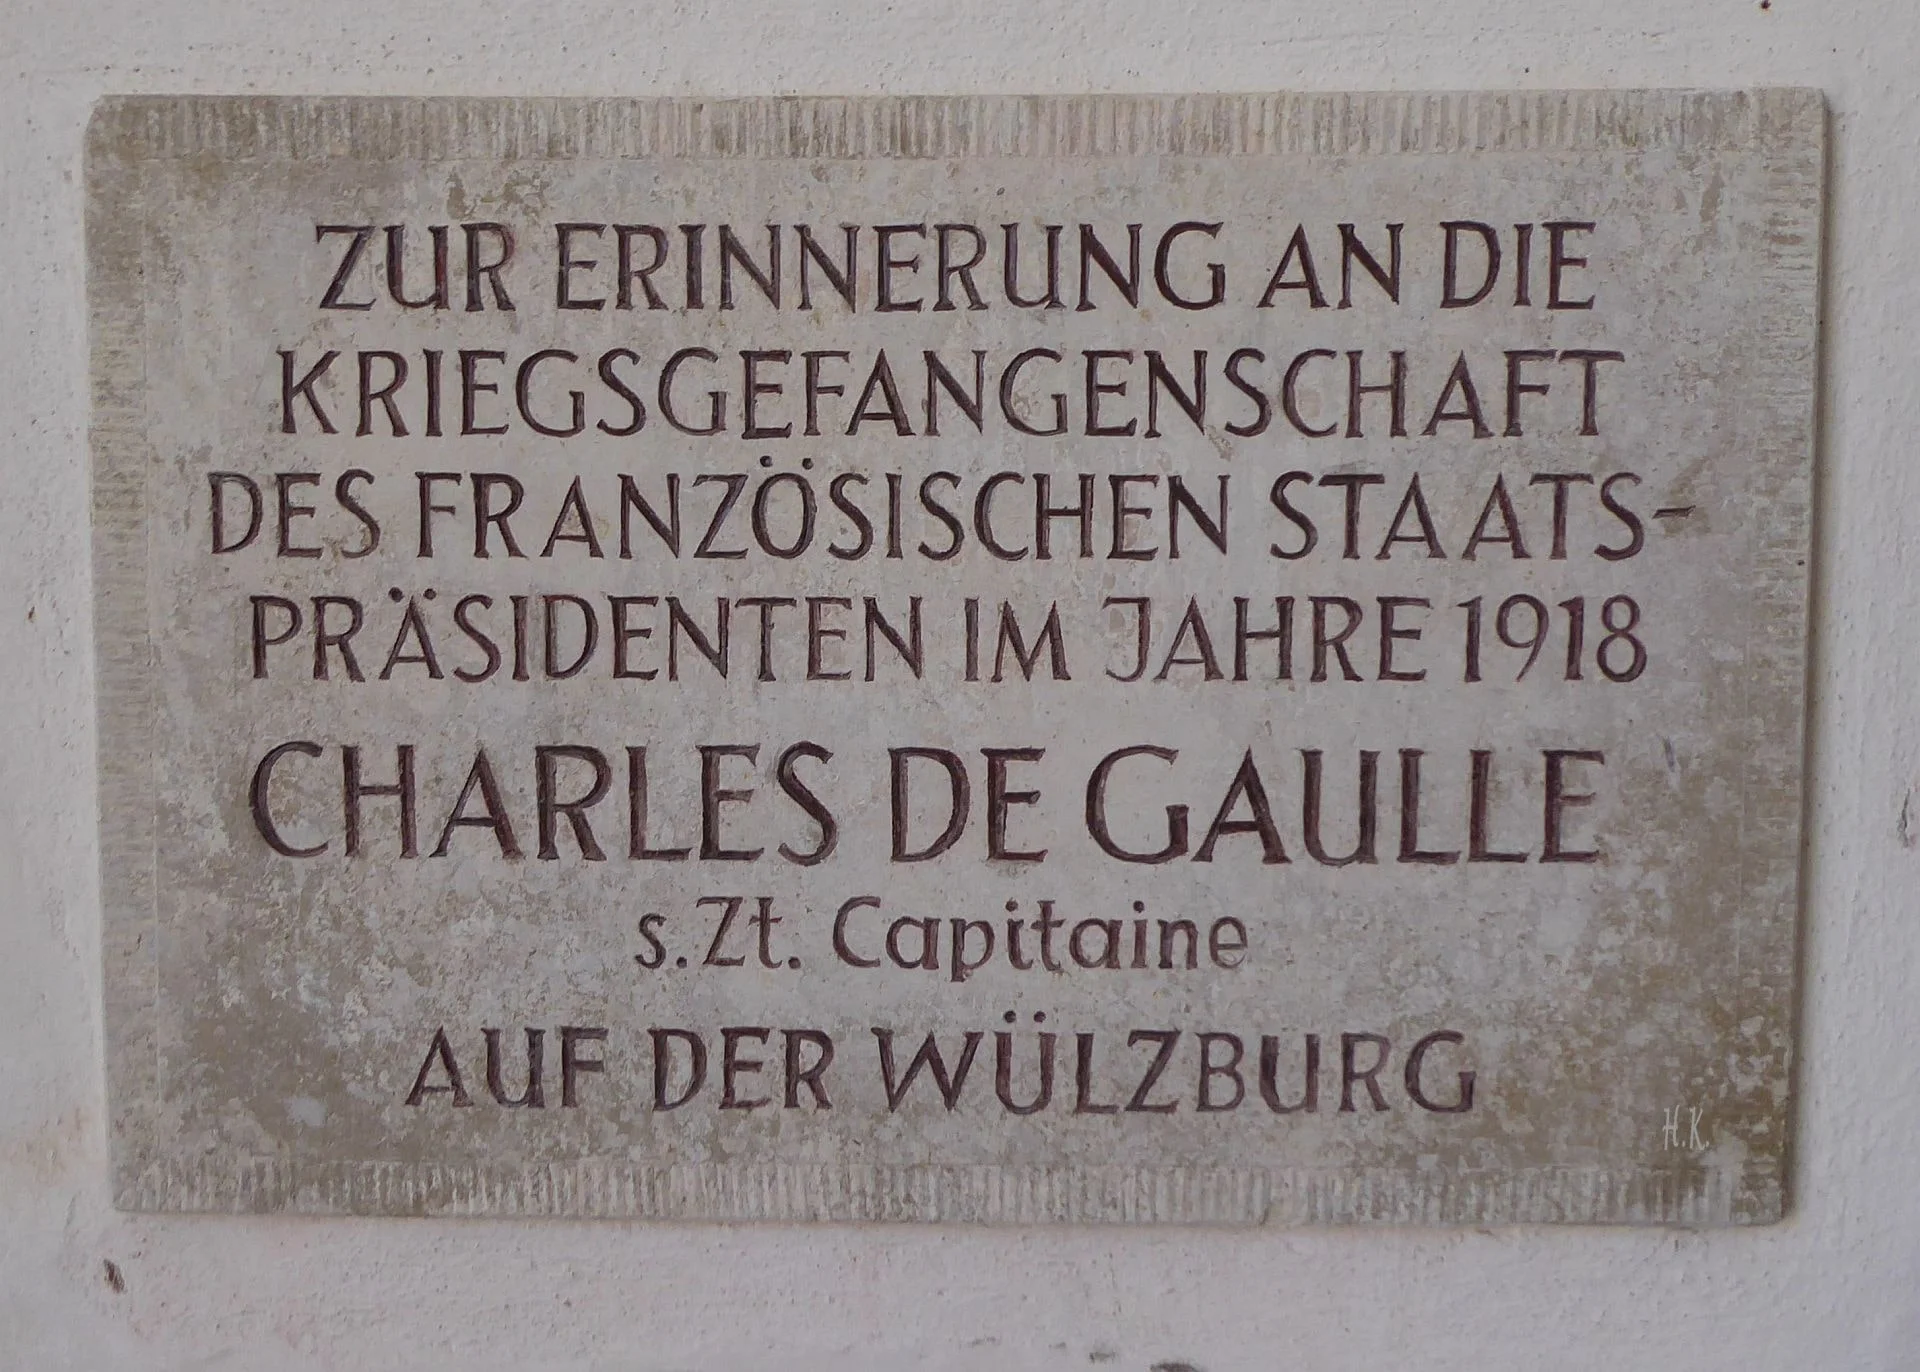 ZUR ERINNERUNG AN DIE
KRIEGSGEFANGENSCHAFT
DES FRANZÖSISCHEN STAATS-
PRÄSIDENTEN IM JAHRE 1918
CHARLES DE GAULLE
s. Zt. Capitaine
AUF DER WÜLZBURG
H.K.